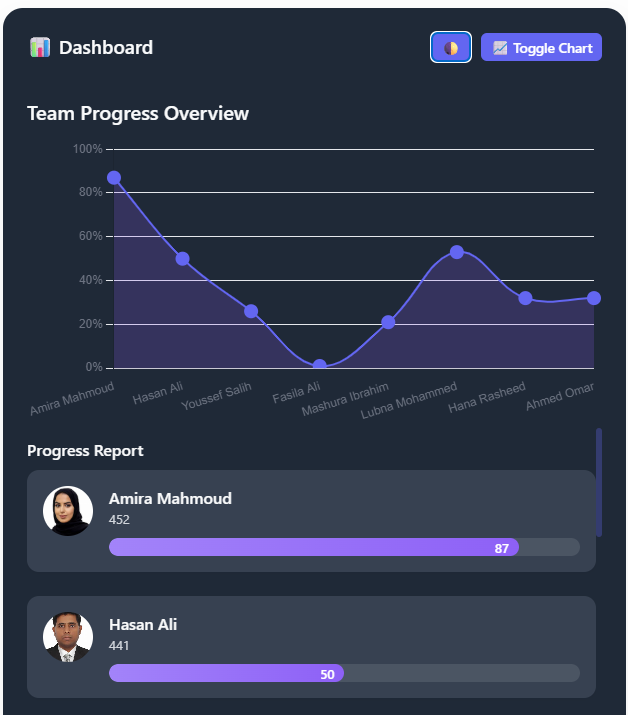 Dashboard
Toggle Chart
Team Progress Overview
100%
80%
60%
40%
20%
0%
Amira Mahmoud
Hasan Ali
Youssef Salih
Fasila Ali
Mashura Ibrahim
Lubna Mohammed
Hana Rasheed
Ahmed Omar
Progress Report
Amira Mahmoud
452
87
Hasan Ali
441
50